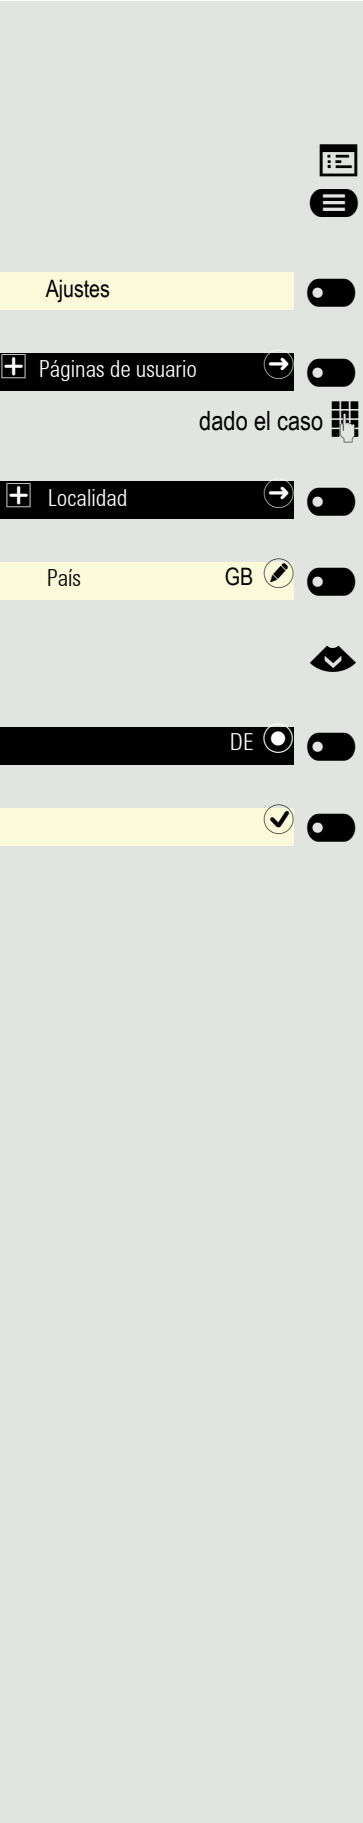 Ajustes
Páginas de usuario
dado el caso
Localidad
País GB
DE